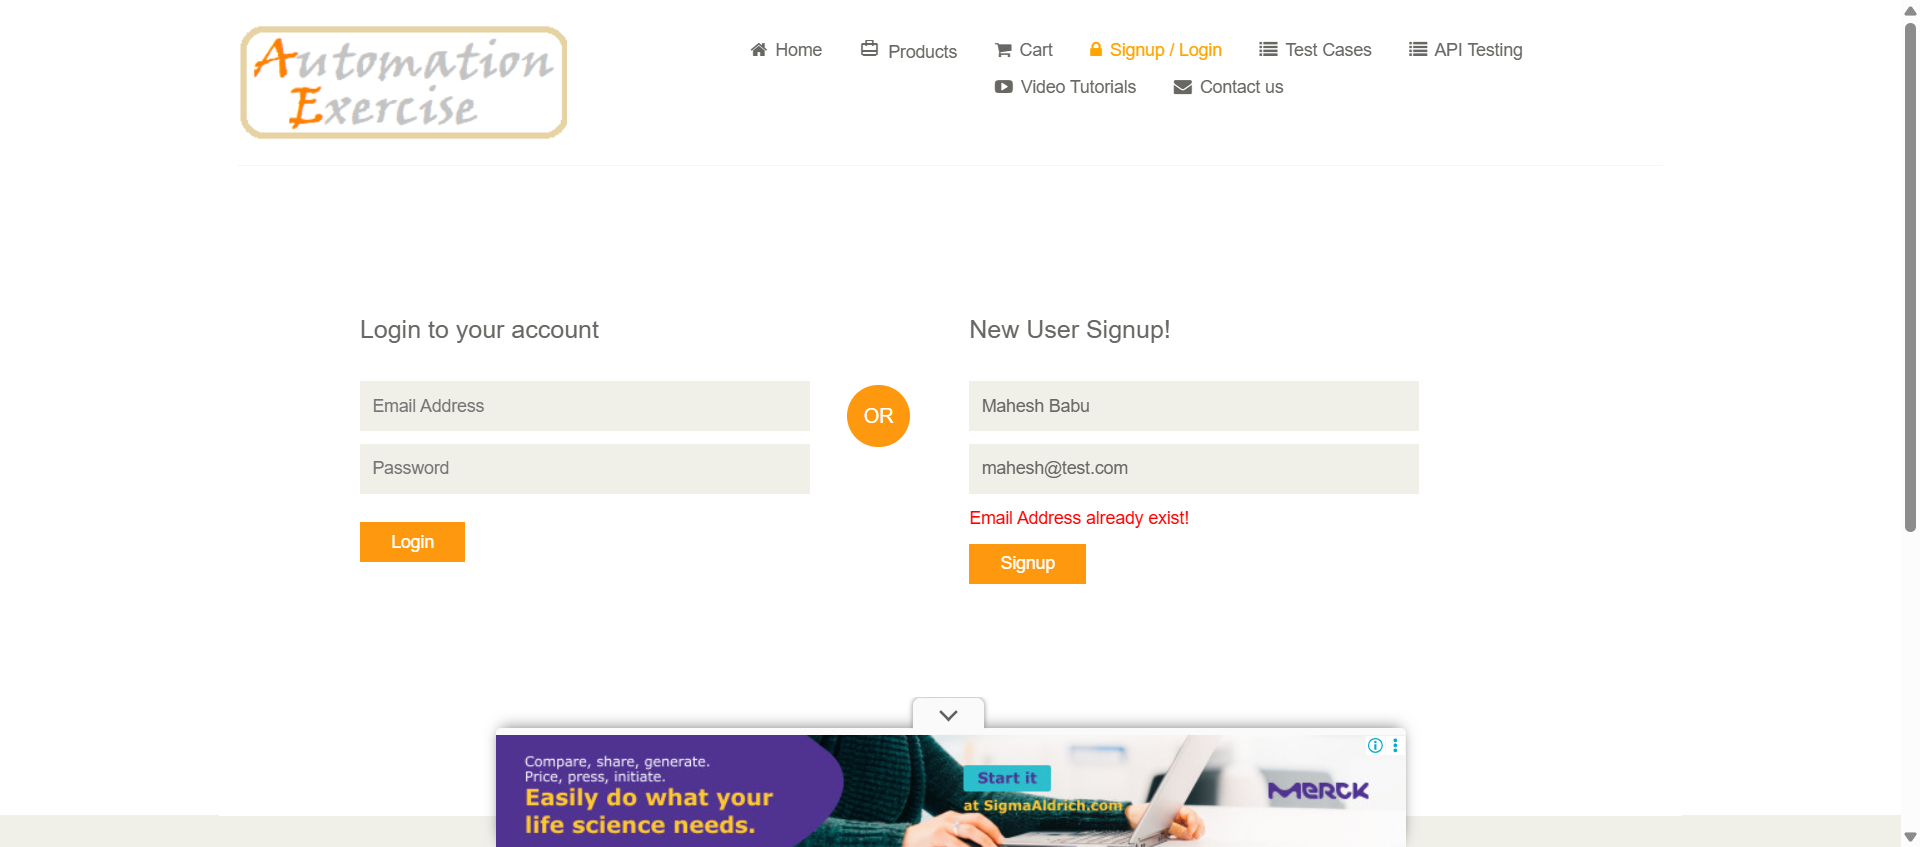 Automation
Exercise
Home
Products
Cart
Signup / Login
Test Cases
API Testing
Video Tutorials
Contact us
Login to your account
Email Address
Password
Login
OR
New User Signup!
Mahesh Babu
mahesh@test.com
Email Address already exist!
Signup
Compare, share, generate.
Price, press, initiate.
Easily do what your
life science needs.
Start it
at SigmaAldrich.com
MERCK